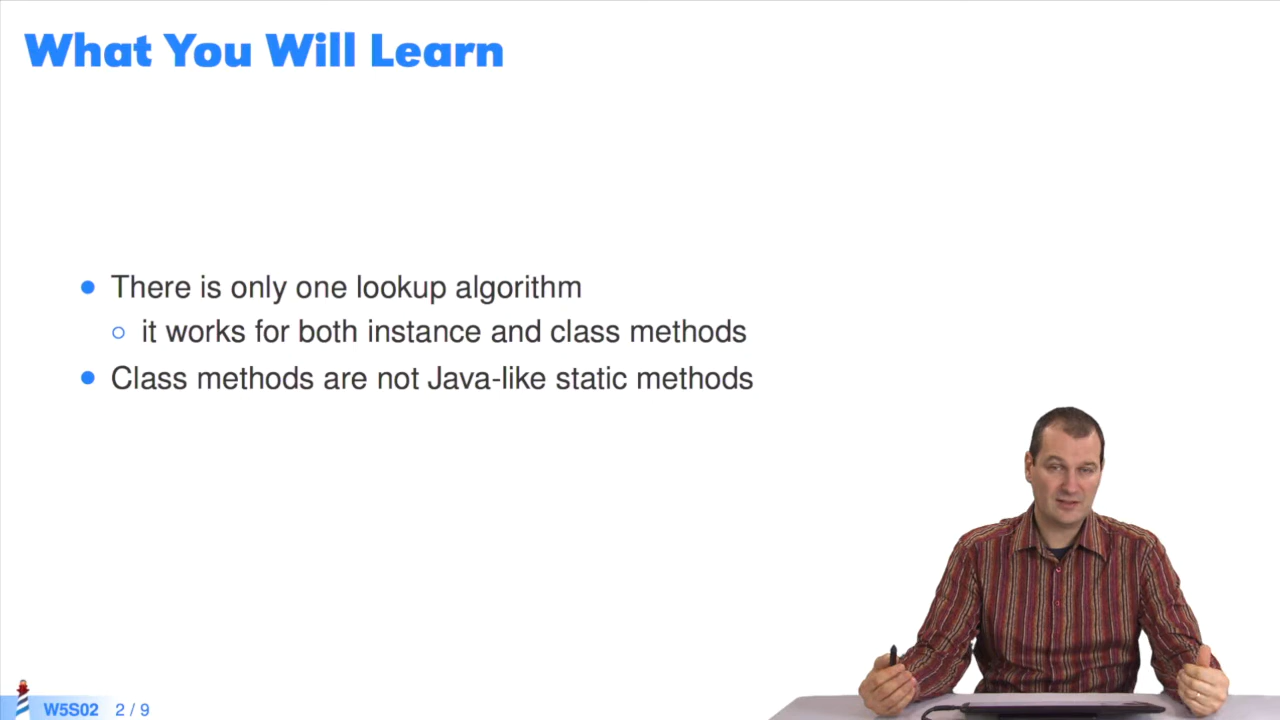 What You Will Learn
There is only one lookup algorithm
it works for both instance and class methods
Class methods are not Java-like static methods
W5S02 2 / 9